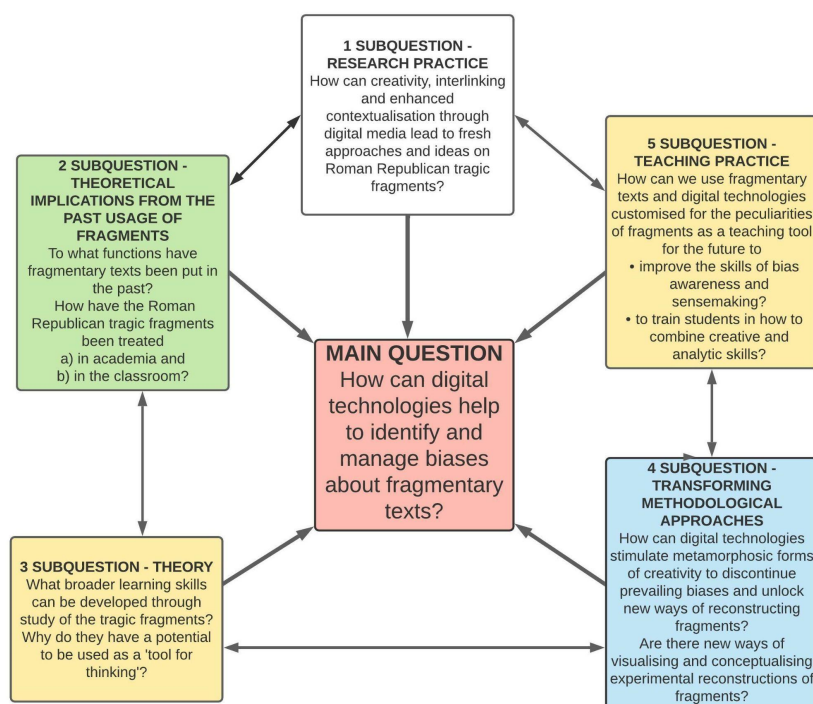 1 SUBQUESTION -
RESEARCH PRACTICE
How can creativity, interlinking
and enhanced
contextualisation through
digital media lead to fresh
approaches and ideas on
Roman Republican tragic
fragments?
2 SUBQUESTION -
THEORETICAL
IMPLICATIONS FROM THE
PAST USAGE OF
FRAGMENTS
To what functions have
fragmentary texts been put in
the past?
How have the Roman
Republican tragic fragments
been treated
a) in academia and
b) in the classroom?
3 SUBQUESTION - THEORY
What broader learning skills
can be developed through
study of the tragic fragments?
Why do they have a potential
to be used as a 'tool for
thinking'?
4 SUBQUESTION -
TRANSFORMING
METHODOLOGICAL
APPROACHES
How can digital technologies
stimulate metamorphosic forms
of creativity to discontinue
prevailing biases and unlock
new ways of reconstructing
fragments?
Are there new ways of
visualising and conceptualising
experimental reconstructions of
fragments?
5 SUBQUESTION -
TEACHING PRACTICE
How can we use fragmentary
texts and digital technologies
customised for the peculiarities
of fragments as a teaching tool
for the future to
• improve the skills of bias
awareness and
sensemaking?
• to train students in how to
combine creative and
analytic skills?
MAIN QUESTION
How can digital
technologies help
to identify and
manage biases
about fragmentary
texts?